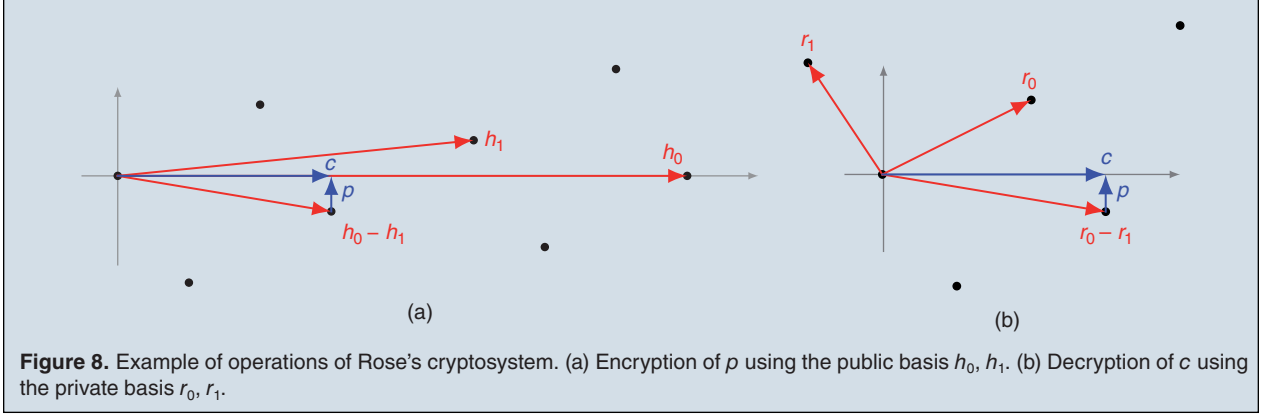 h₁
h₀
c
p
h₀ – h₁
(a)
r₁
r₀
c
p
r₀ – r₁
(b)
Figure 8. Example of operations of Rose's cryptosystem. (a) Encryption of p using the public basis h₀, h₁. (b) Decryption of c using
the private basis r₀, r₁.